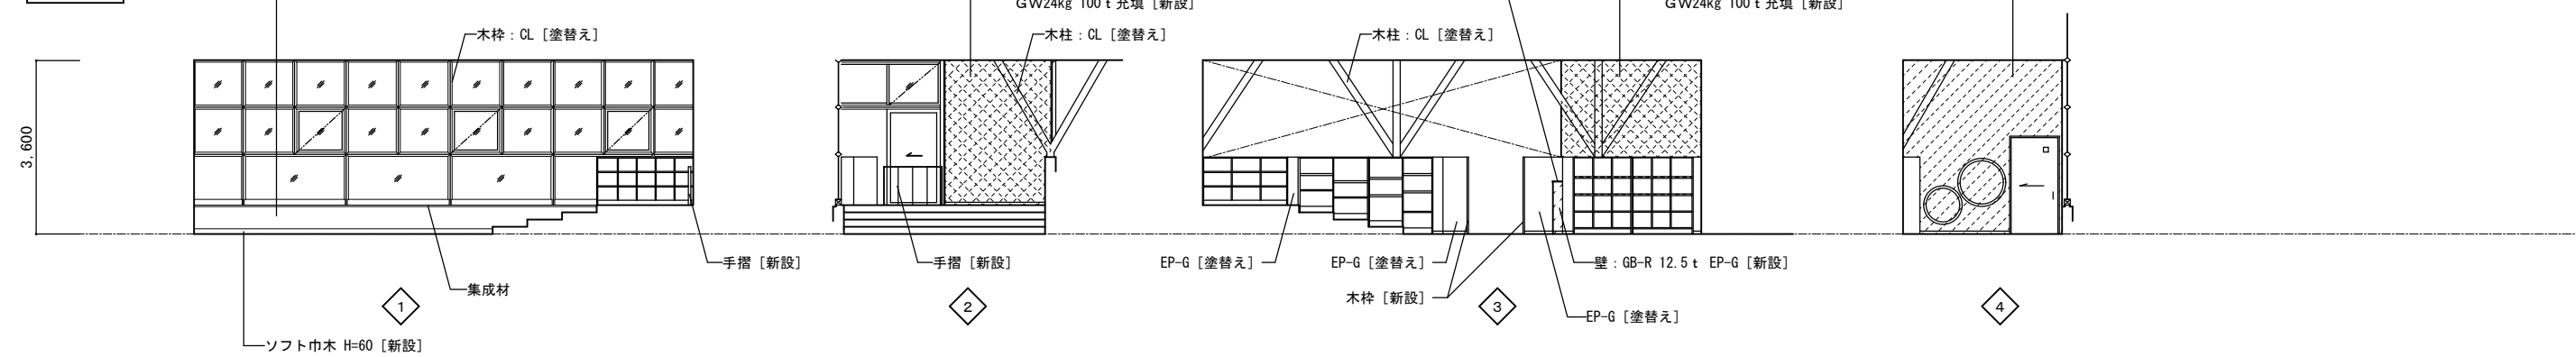 GW24kg 100t充填［新設］
GW24kg 100t充填［新設］
木枠：CL［塗替え］
木柱：CL［塗替え］
木柱：CL［塗替え］
3,600
手摺［新設］
手摺［新設］
EP-G［塗替え］
EP-G［塗替え］
壁：GB-R 12.5t EP-G［新設］
集成材
木枠［新設］
1
2
3
4
EP-G［塗替え］
ソフト巾木 H=60［新設］